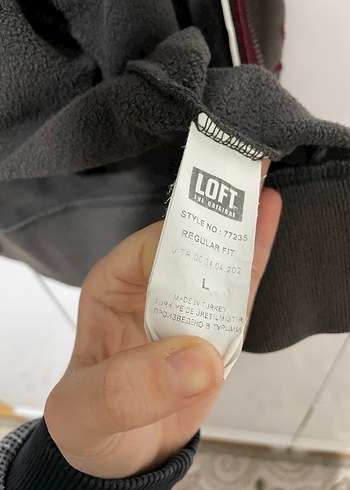 LOFT
THE ORIGINAL
STYLE NO: 77235
REGULAR FIT
L
MADE IN TURKEY
TÜRKİYE'DE ÜRETİLMİŞTİR
ПРОИЗВЕДЕНО В ТУРЦИИ